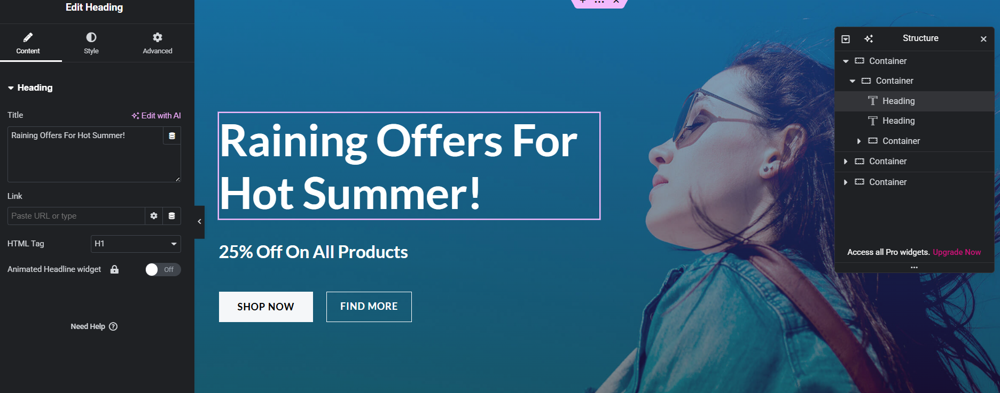 Edit Heading
Content
Style
Advanced
Heading
Title
Edit with AI
Raining Offers For Hot Summer!
Link
Paste URL or type
HTML Tag
H1
Animated Headline widget
Off
Need Help
Raining Offers For
Hot Summer!
25% Off On All Products
SHOP NOW
FIND MORE
Structure
Container
Container
Heading
Heading
Container
Container
Container
Access all Pro widgets. Upgrade Now